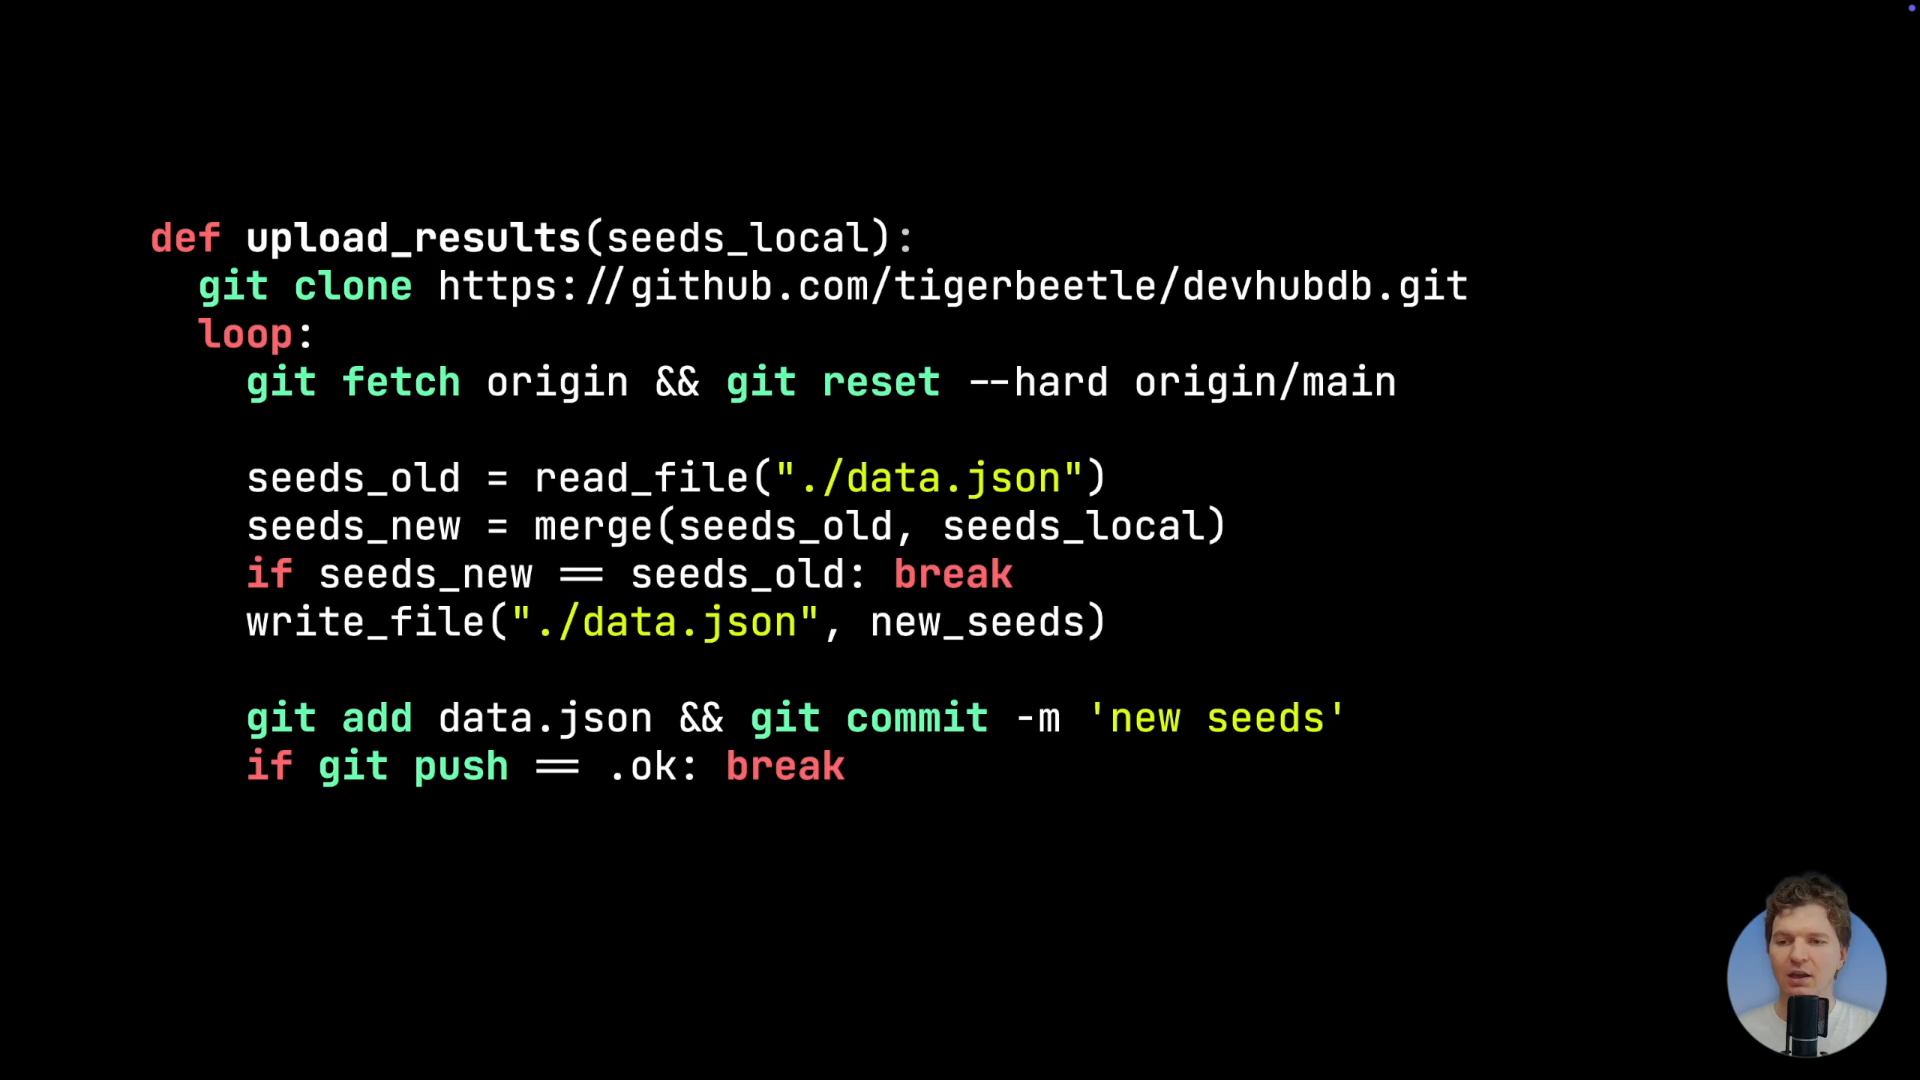 def upload_results(seeds_local):
git clone https://github.com/tigerbeetle/devhubdb.git
loop:
git fetch origin && git reset --hard origin/main
seeds_old = read_file("./data.json")
seeds_new = merge(seeds_old, seeds_local)
if seeds_new == seeds_old: break
write_file("./data.json", new_seeds)
git add data.json && git commit -m 'new seeds'
if git push == .ok: break